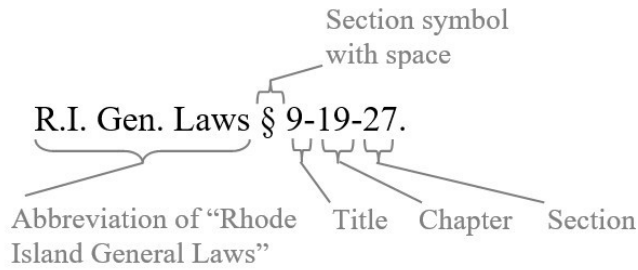 Section symbol
with space
R.I. Gen. Laws § 9-19-27.
Abbreviation of “Rhode
Island General Laws”
Title
Chapter
Section